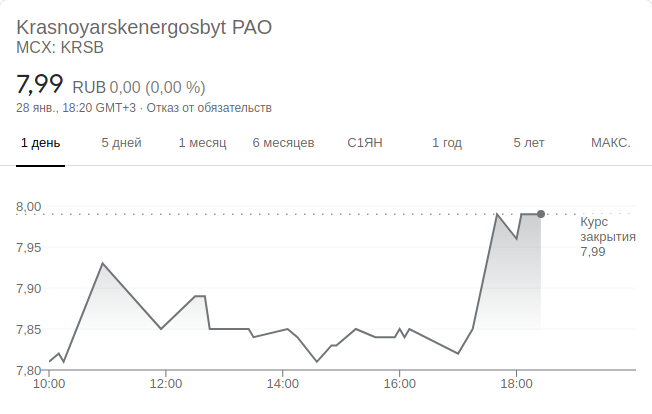 Krasnoyarskenergosbyt PAO
MCX: KRSB
7,99 RUB 0,00 (0,00 %)
28 янв., 18:20 GMT+3 · Отказ от обязательств
1 день 5 дней 1 месяц 6 месяцев С1ЯН 1 год 5 лет МАКС.
8,00
Курс
закрытия
7,99
7,95
7,90
7,85
7,80
10:00 12:00 14:00 16:00 18:00